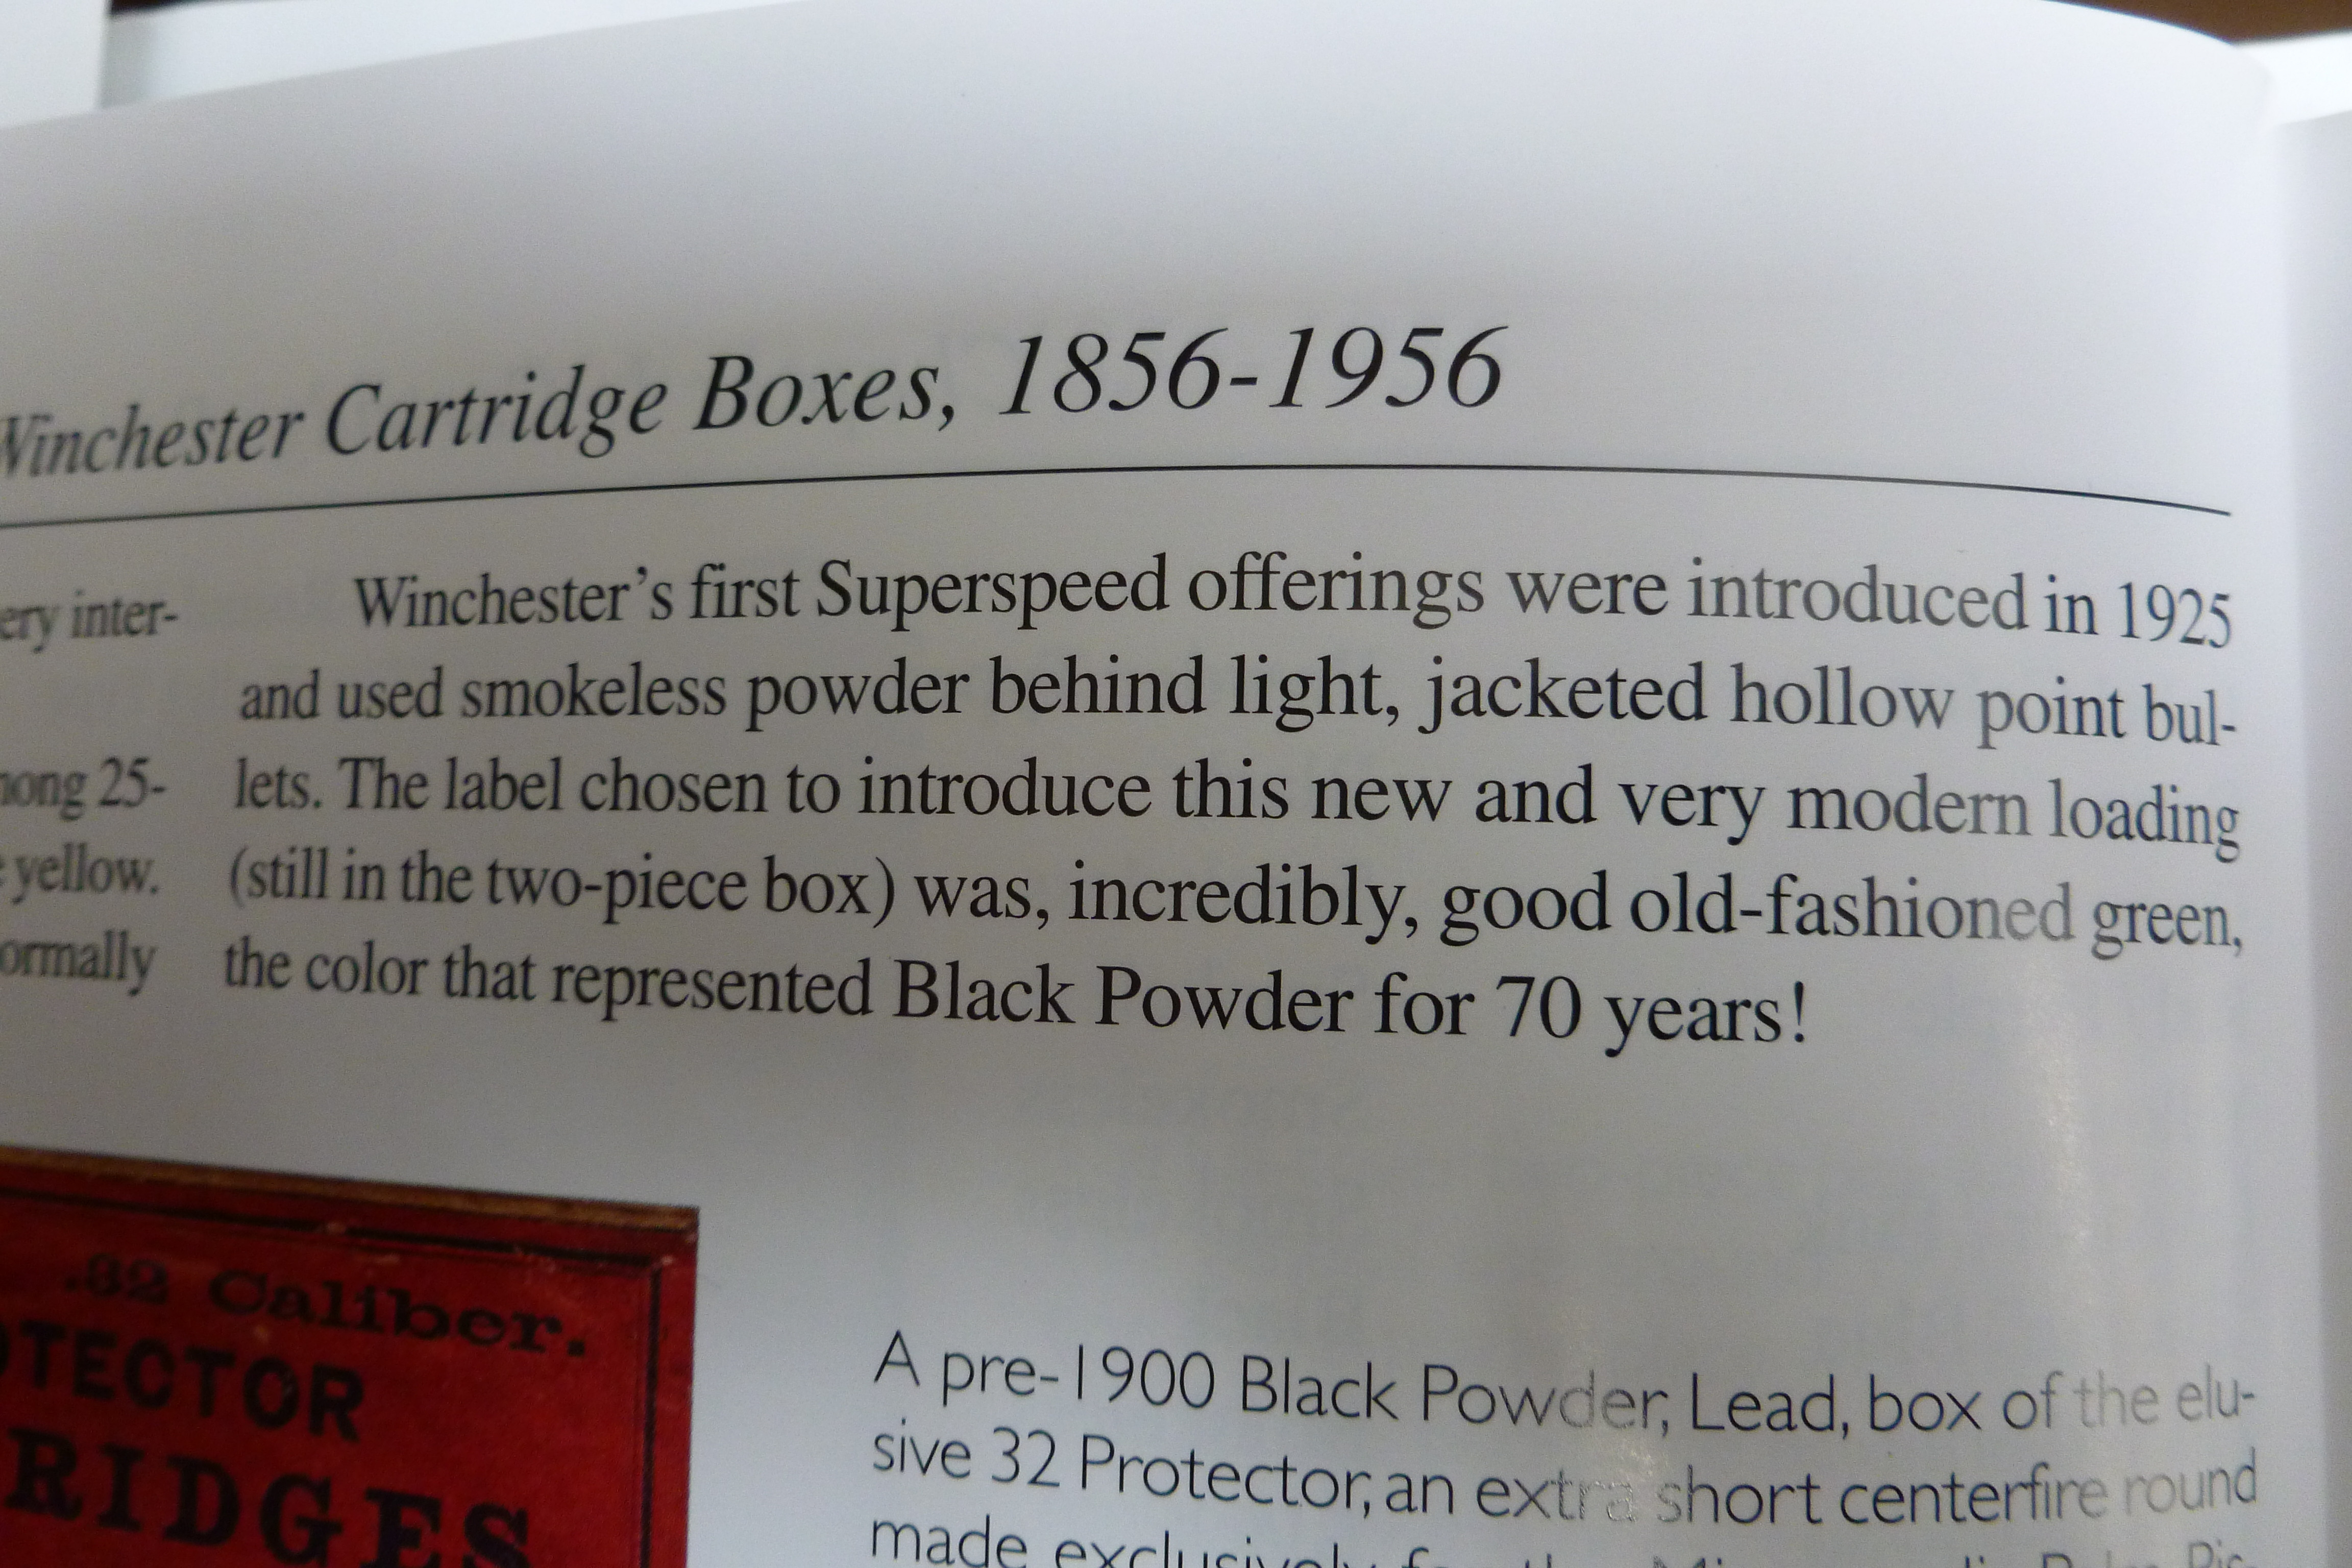 Winchester Cartridge Boxes, 1856-1956
inter-
25-
yellow.
Winchester's first Superspeed offerings were introduced in 1925
and used smokeless powder behind light, jacketed hollow point bul-
lets. The label chosen to introduce this new and very modern loading
(still in the two-piece box) was, incredibly, good old-fashioned green,
the color that represented Black Powder for 70 years!
.32 Caliber.
OTECTOR
RIDGES
A pre-1900 Black Powder, Lead, box of the elu-
sive 32 Protector, an extra short centerfire round
made exclusively